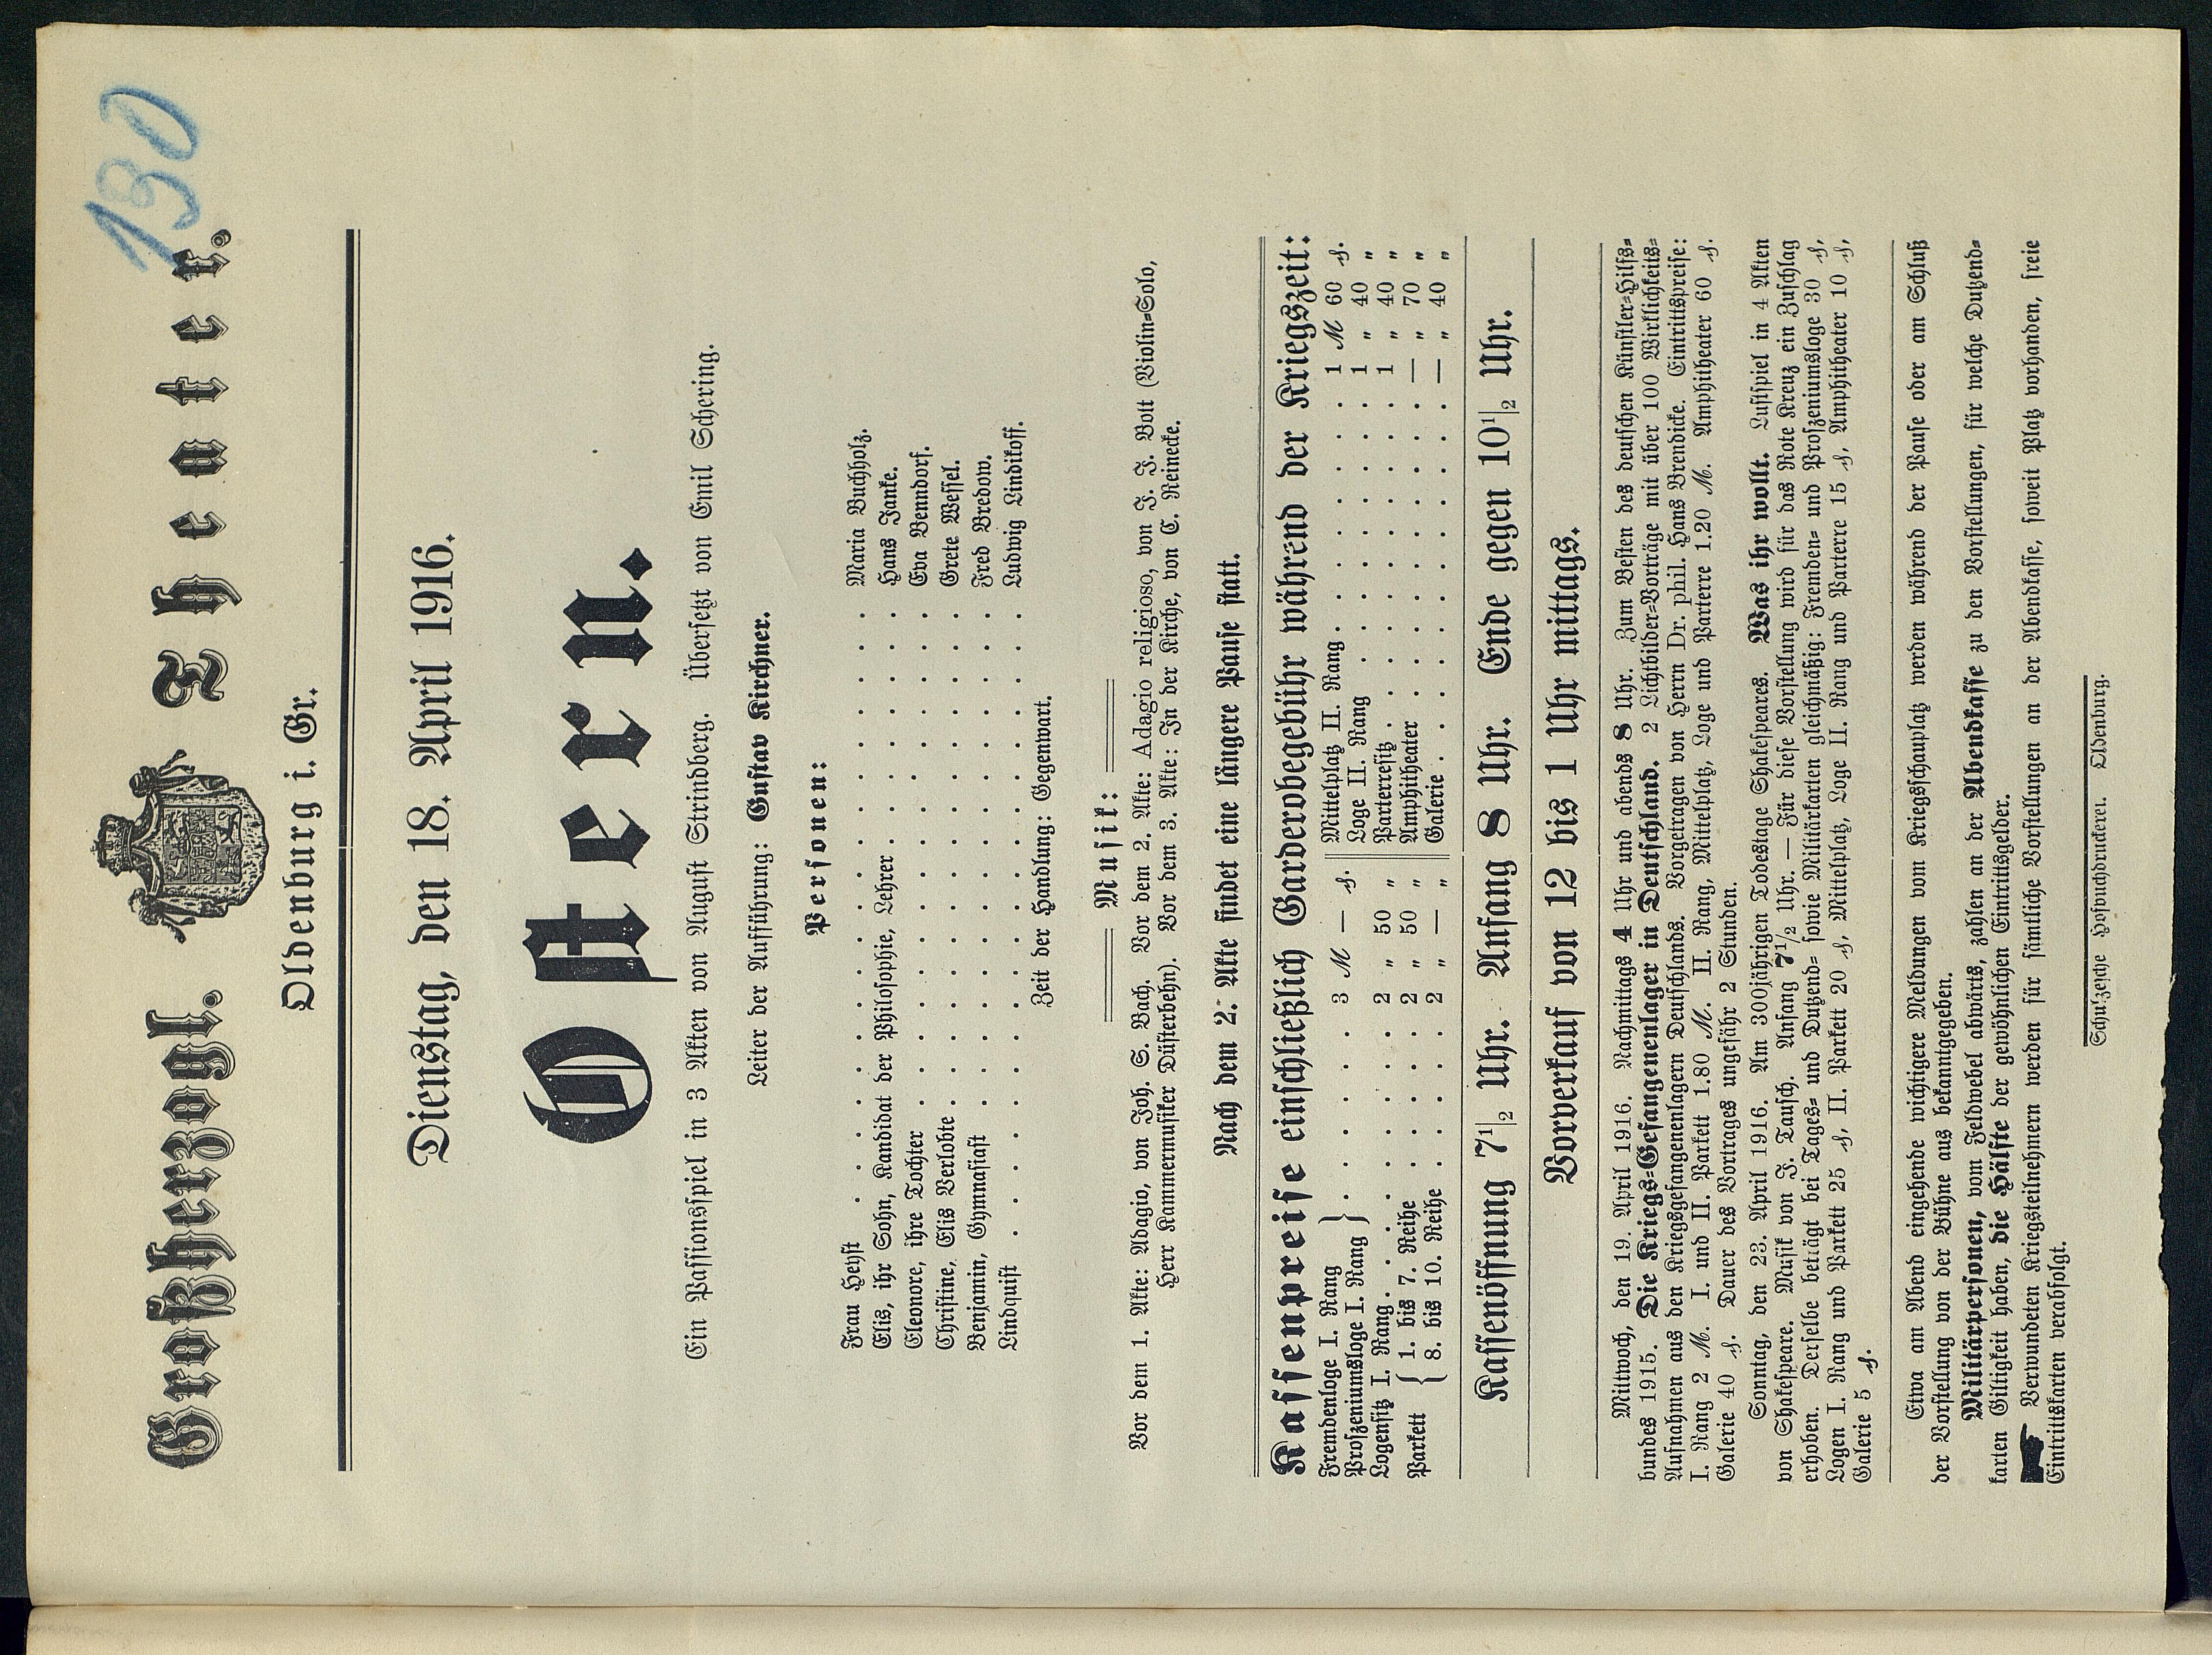 130
Großherzogl. Theater.
Oldenburg i. Gr.
Dienstag, den 18. April 1916.
Ostern.
Ein Passionsspiel in 3 Akten von August Strindberg. Übersetzt von Emil Schering.
Leiter der Aufführung: Gustav Kirchner.
Personen:
Frau Heyst . . . . . . . . . . . . . . . . . Maria Buchholz.
Elis, ihr Sohn, Kandidat der Philosophie, Lehrer . . . . . . . . Hans Janke.
Eleonore, ihre Tochter . . . . . . . . . . . . . . . Eva Benndorf.
Christine, Elis Verlobte . . . . . . . . . . . . . . . Grete Wessel.
Benjamin, Gymnasiast . . . . . . . . . . . . . . . Fred Bredow.
Lindquist . . . . . . . . . . . . . . . . . . . Ludwig Lindikoff.
Zeit der Handlung: Gegenwart.
Musik:
Vor dem 1. Akte: Adagio, von Joh. S. Bach. Vor dem 2. Akte: Adagio religioso, von J. J. Bott (Violin-Solo,
Herr Kammermusiker Düsterbehn). Vor dem 3. Akte: In der Kirche, von C. Reinecke.
Nach dem 2. Akte findet eine längere Pause statt.
Kassenpreise einschließlich Garderobegebühr während der Kriegszeit:
Fremdenloge I. Rang
Proszeniumsloge I. Rang } . . . . . . 3 ℳ — ₰.
Logensitz I. Rang . . . . . . . . 2 „ 50 „
Parkett { 1. bis 7. Reihe . . . . . . 2 „ 50 „
8. bis 10. Reihe . . . . . . 2 „ — „
Mittelplatz II. Rang . . . . . . . . 1 ℳ 60 ₰.
Loge II. Rang . . . . . . . . . 1 „ 40 „
Parterresitz . . . . . . . . . . 1 „ 40 „
Amphitheater . . . . . . . . . . — „ 70 „
Galerie . . . . . . . . . . . — „ 40 „
Kassenöffnung 7 1/2 Uhr. Anfang 8 Uhr. Ende gegen 10 1/2 Uhr.
Vorverkauf von 12 bis 1 Uhr mittags.
Mittwoch, den 19. April 1916. Nachmittags 4 Uhr und abends 8 Uhr. Zum Besten des deutschen Künstler-Hilfs-
bundes 1915. Die Kriegs-Gefangenenlager in Deutschland. 2 Lichtbilder-Vorträge mit über 100 Wirklichkeits-
Aufnahmen aus den Kriegsgefangenenlagern Deutschlands. Vorgetragen von Herrn Dr. phil. Hans Brendicke. Eintrittspreise:
I. Rang 2 ℳ. I. und II. Parkett 1.80 ℳ. II. Rang, Mittelplatz, Loge und Parterre 1.20 ℳ. Amphitheater 60 ₰.
Galerie 40 ₰. Dauer des Vortrages ungefähr 2 Stunden.
Sonntag, den 23. April 1916. Am 300jährigen Todestage Shakespeares. Was ihr wollt. Lustspiel in 4 Akten
von Shakespeare. Musik von J. Tausch. Anfang 7 1/2 Uhr. — Für diese Vorstellung wird für das Rote Kreuz ein Zuschlag
erhoben. Derselbe beträgt bei Tages- und Dutzend- sowie Militärkarten gleichmäßig: Fremden- und Proszeniumsloge 30 ₰,
Logen I. Rang und Parkett 25 ₰, II. Parkett 20 ₰, Mittelplatz, Loge II. Rang und Parterre 15 ₰, Amphitheater 10 ₰,
Galerie 5 ₰.
Etwa am Abend eingehende wichtigere Meldungen vom Kriegsschauplatz werden während der Pause oder am Schluß
der Vorstellung von der Bühne aus bekanntgegeben.
Militärpersonen, vom Feldwebel abwärts, zahlen an der Abendkasse zu den Vorstellungen, für welche Dutzend-
karten Giltigkeit haben, die Hälfte der gewöhnlichen Eintrittsgelder.
☛ Verwundeten Kriegsteilnehmern werden für sämtliche Vorstellungen an der Abendkasse, soweit Platz vorhanden, freie
Eintrittskarten verabfolgt.
Schulzesche Hofbuchdruckerei. Oldenburg.